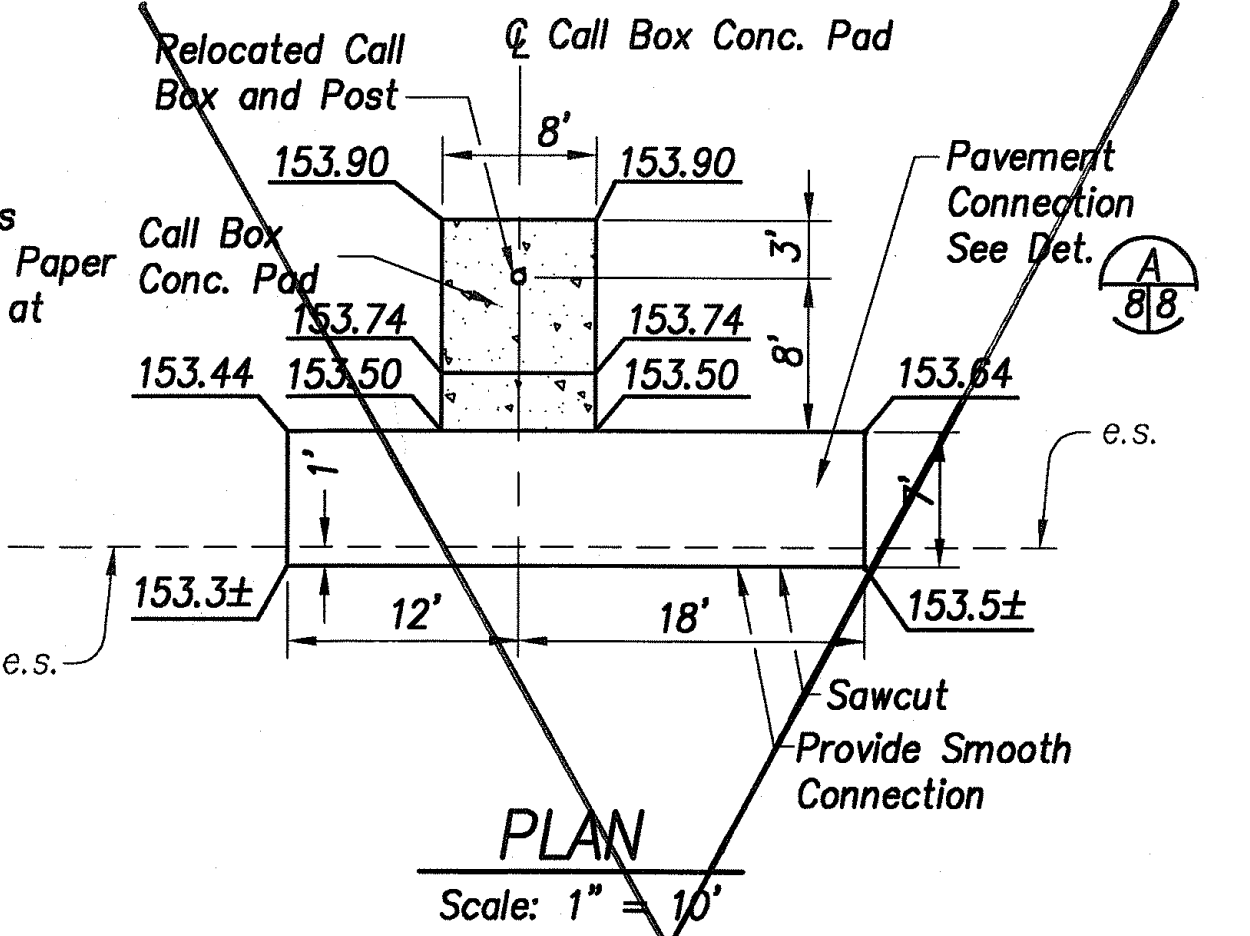 Relocated Call
Box and Post
℄ Call Box Conc. Pad
8'
153.90
153.90
Pavement
Connection
See Det.
A
8 8
s
Paper
at
Call Box
Conc. Pad
3'
8'
153.74
153.74
153.44
153.50
153.50
153.64
e.s.
1'
7'
153.3±
153.5±
12'
18'
e.s.
Sawcut
Provide Smooth
Connection
PLAN
Scale: 1" = 10'